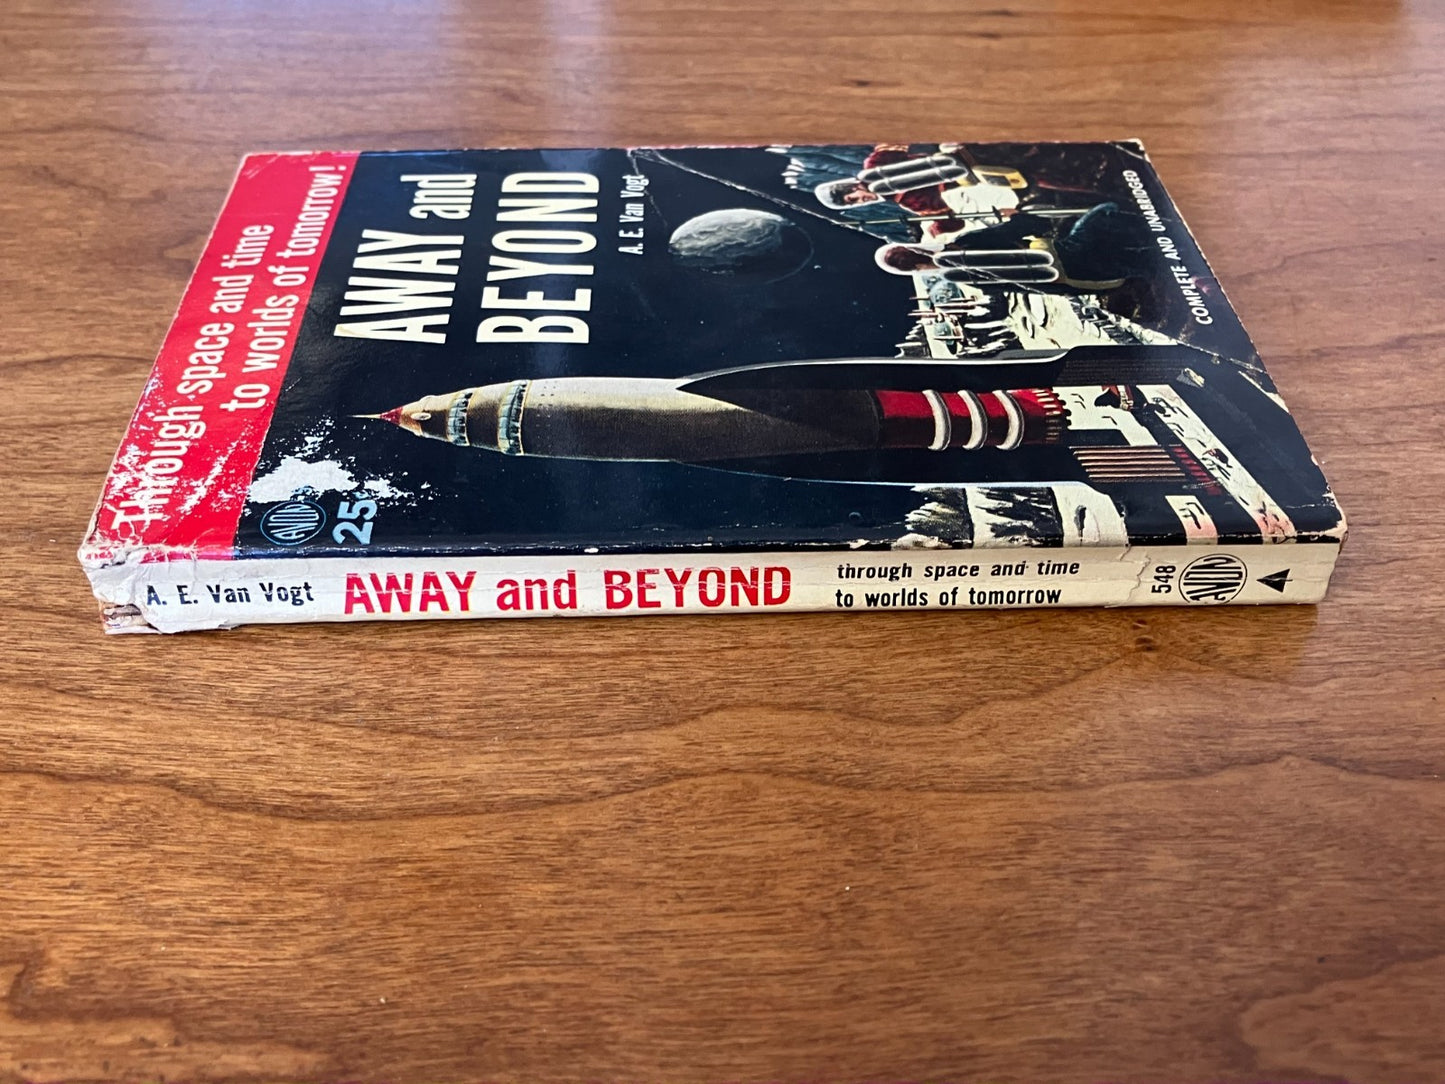 Through space and time
to worlds of tomorrow!
AWAY and
BEYOND
A. E. Van Vogt
COMPLETE AND UNABRIDGED
AVON
25¢
A. E. Van Vogt
AWAY and BEYOND
through space and time
to worlds of tomorrow
548
AVON